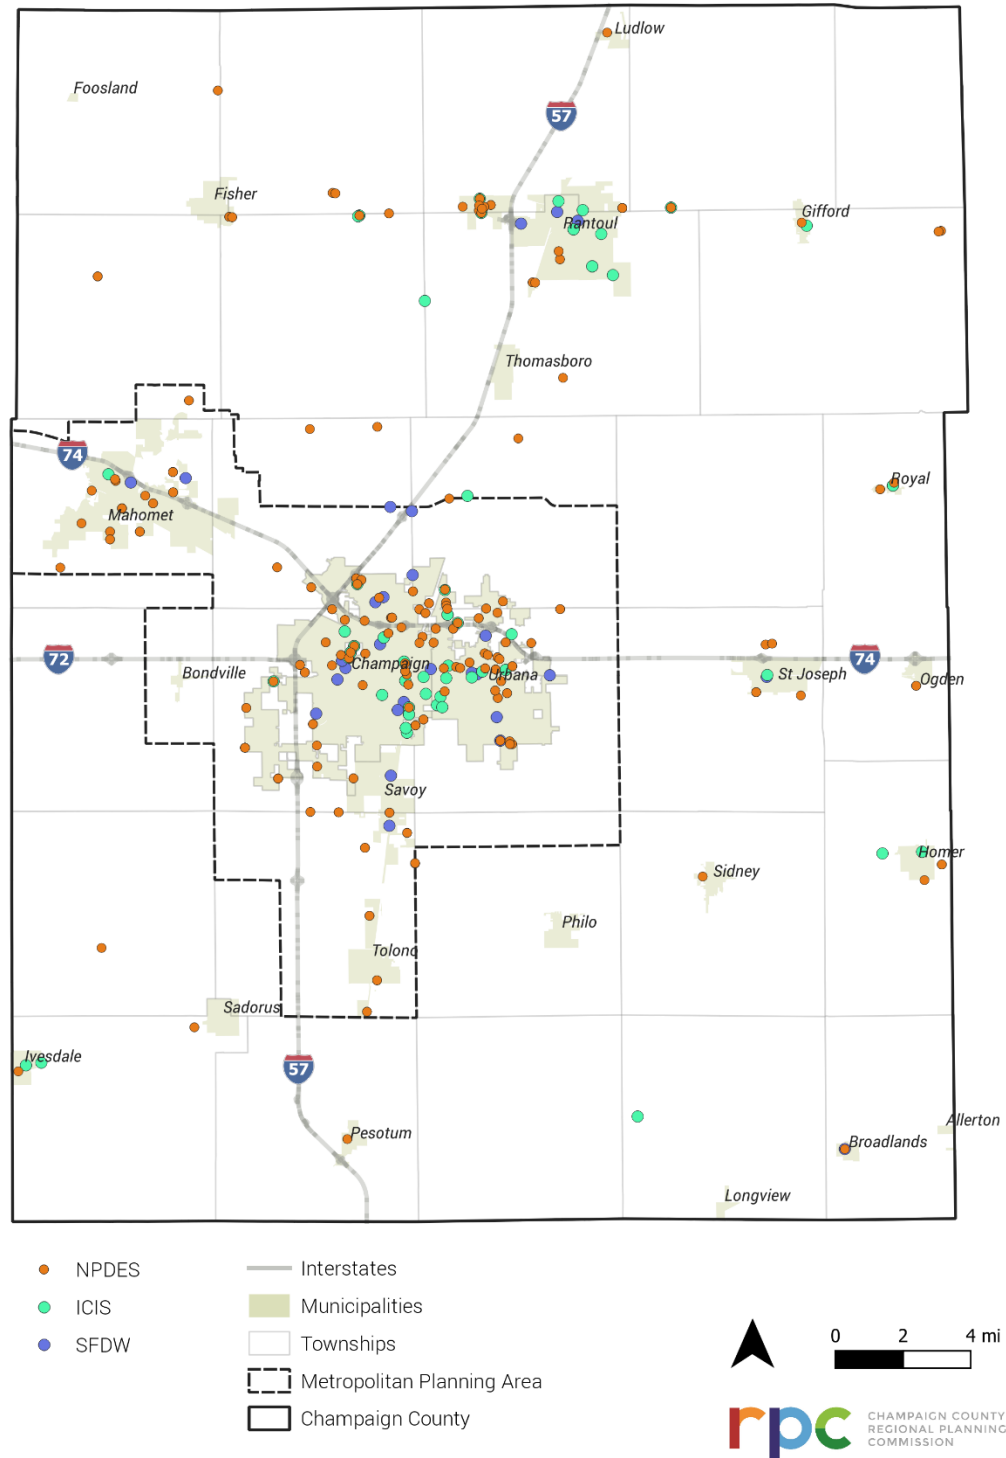 Ludlow
Foosland
57
Fisher
Gifford
Rantoul
Thomasboro
74
Royal
Mahomet
72
Champaign
74
Bondville
Urbana
St Joseph
Ogden
Savoy
Homer
Sidney
Philo
Tolono
Sadorus
Ivesdale
57
Allerton
Pesotum
Broadlands
Longview
NPDES
ICIS
SFDW
Interstates
Municipalities
Townships
Metropolitan Planning Area
Champaign County
0 2 4 mi
rpc
CHAMPAIGN COUNTY
REGIONAL PLANNING
COMMISSION